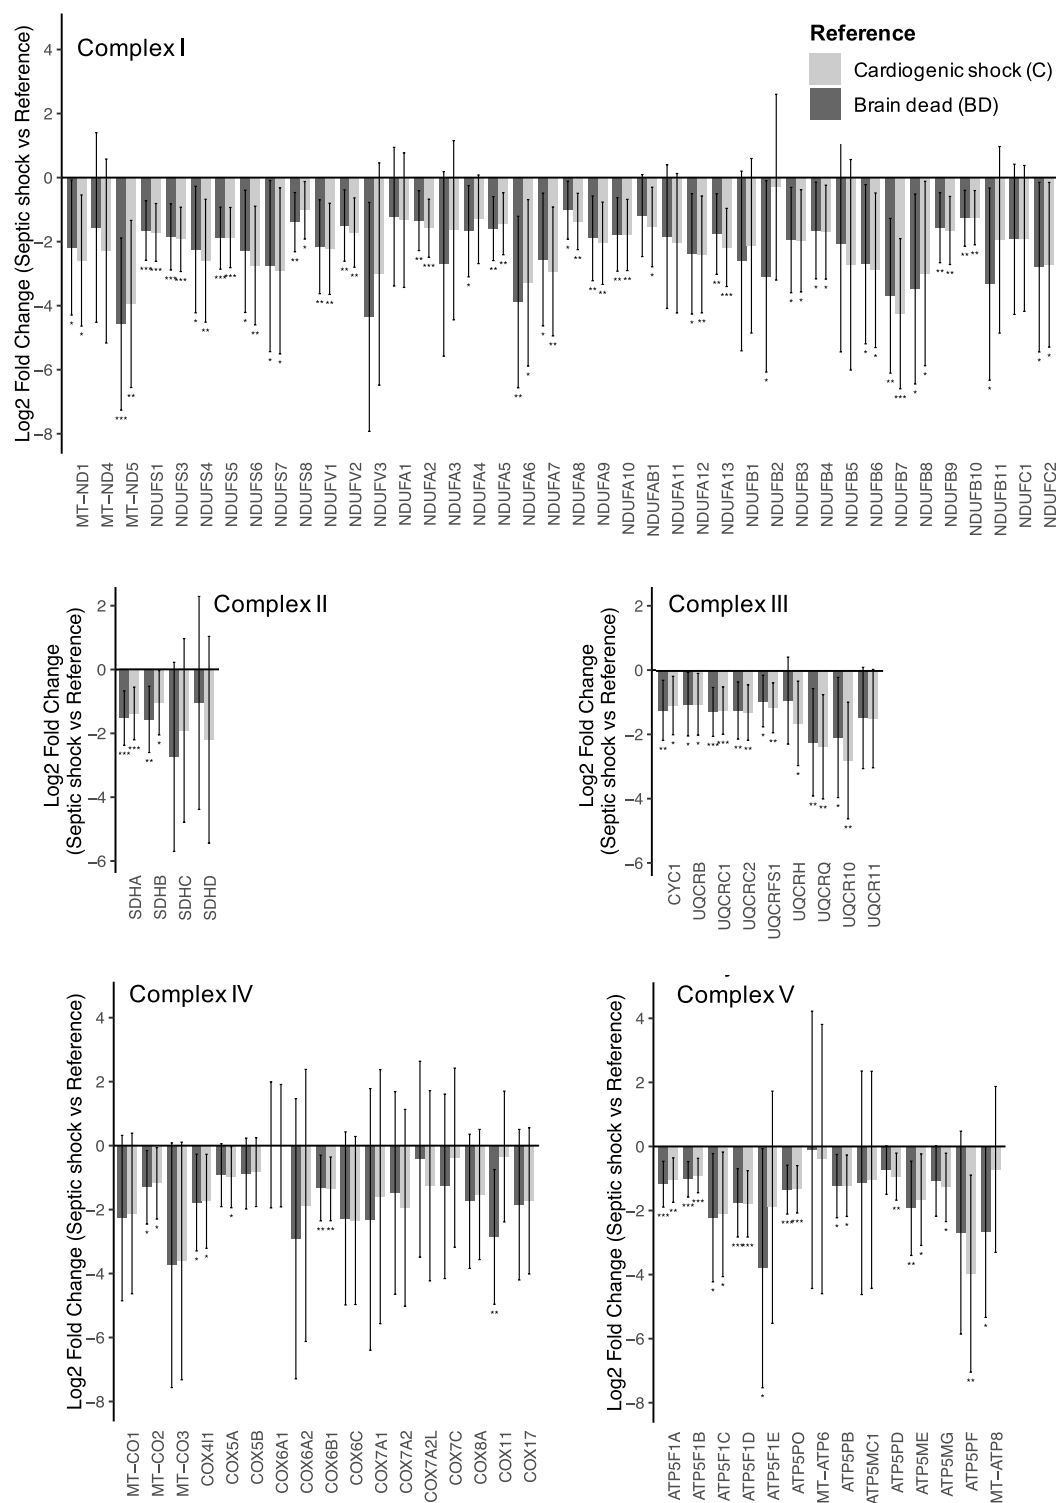 Complex I
Reference
Cardiogenic shock (C)
Brain dead (BD)
Log2 Fold Change (Septic shock vs Reference)
4
2
0
−2
−4
−6
−8
MT−ND1
MT−ND4
MT−ND5
NDUFS1
NDUFS3
NDUFS4
NDUFS5
NDUFS6
NDUFS7
NDUFS8
NDUFV1
NDUFV2
NDUFV3
NDUFA1
NDUFA2
NDUFA3
NDUFA4
NDUFA5
NDUFA6
NDUFA7
NDUFA8
NDUFA9
NDUFA10
NDUFAB1
NDUFA11
NDUFA12
NDUFA13
NDUFB1
NDUFB2
NDUFB3
NDUFB4
NDUFB5
NDUFB6
NDUFB7
NDUFB8
NDUFB9
NDUFB10
NDUFB11
NDUFC1
NDUFC2
Complex II
Log2 Fold Change
(Septic shock vs Reference)
2
0
−2
−4
−6
SDHA
SDHB
SDHC
SDHD
Complex III
Log2 Fold Change
(Septic shock vs Reference)
2
0
−2
−4
−6
CYC1
UQCRB
UQCRC1
UQCRC2
UQCRFS1
UQCRH
UQCRQ
UQCR10
UQCR11
Complex IV
Log2 Fold Change (Septic shock vs Reference)
4
2
0
−2
−4
−6
−8
MT−CO1
MT−CO2
MT−CO3
COX4I1
COX5A
COX5B
COX6A1
COX6A2
COX6B1
COX6C
COX7A1
COX7A2
COX7A2L
COX7C
COX8A
COX11
COX17
Complex V
Log2 Fold Change (Septic shock vs Reference)
4
2
0
−2
−4
−6
−8
ATP5F1A
ATP5F1B
ATP5F1C
ATP5F1D
ATP5F1E
ATP5PO
MT−ATP6
ATP5PB
ATP5MC1
ATP5PD
ATP5ME
ATP5MG
ATP5PF
MT−ATP8